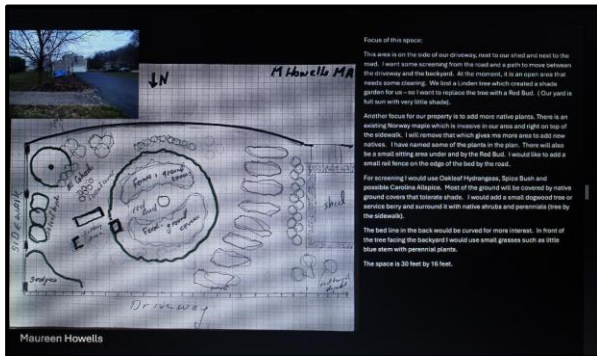 ↓N
M Howells MA
Ferns + ground cover
Red Bud
Ferns + ground cover
shed
SIDEWALK
Driveway
Maureen Howells
Focus of this space:
This area is on the side of our driveway, next to our shed and next to the
road. I want some screening from the road and a path to move between
the driveway and the backyard. At the moment, it is an open area that
needs some clearing. We lost a Linden tree which created a shade
garden for us - so I want to replace the tree with a Red Bud. (Our yard is
full sun with very little shade).
Another focus for our property is to add more native plants. There is an
existing Norway maple which is invasive in our area and right on top of
the sidewalk. I will remove that which gives me more area to add new
natives. I have named some of the plants in the plan. There will also
be a small sitting area under and by the Red Bud. I would like to add a
small rail fence on the edge of the bed by the road.
For screening I would use Oakleaf Hydrangeas, Spice Bush and
possible Carolina Allspice. Most of the ground will be covered by native
ground covers that tolerate shade. I would add a small dogwood tree or
service berry and surround it with native shrubs and perennials (tree by
the sidewalk).
The bed line in the back would be curved for more interest. In front of
the tree facing the backyard I would use small grasses such as little
blue stem with perennial plants.
The space is 30 feet by 16 feet.